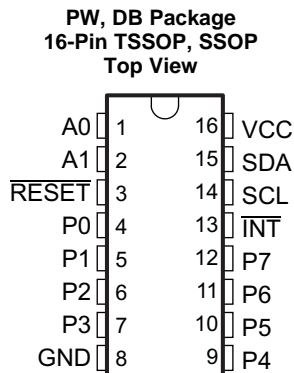 PW, DB Package
16-Pin TSSOP, SSOP
Top View
A0 1 16 VCC
A1 2 15 SDA
RESET 3 14 SCL
P0 4 13 INT
P1 5 12 P7
P2 6 11 P6
P3 7 10 P5
GND 8 9 P4